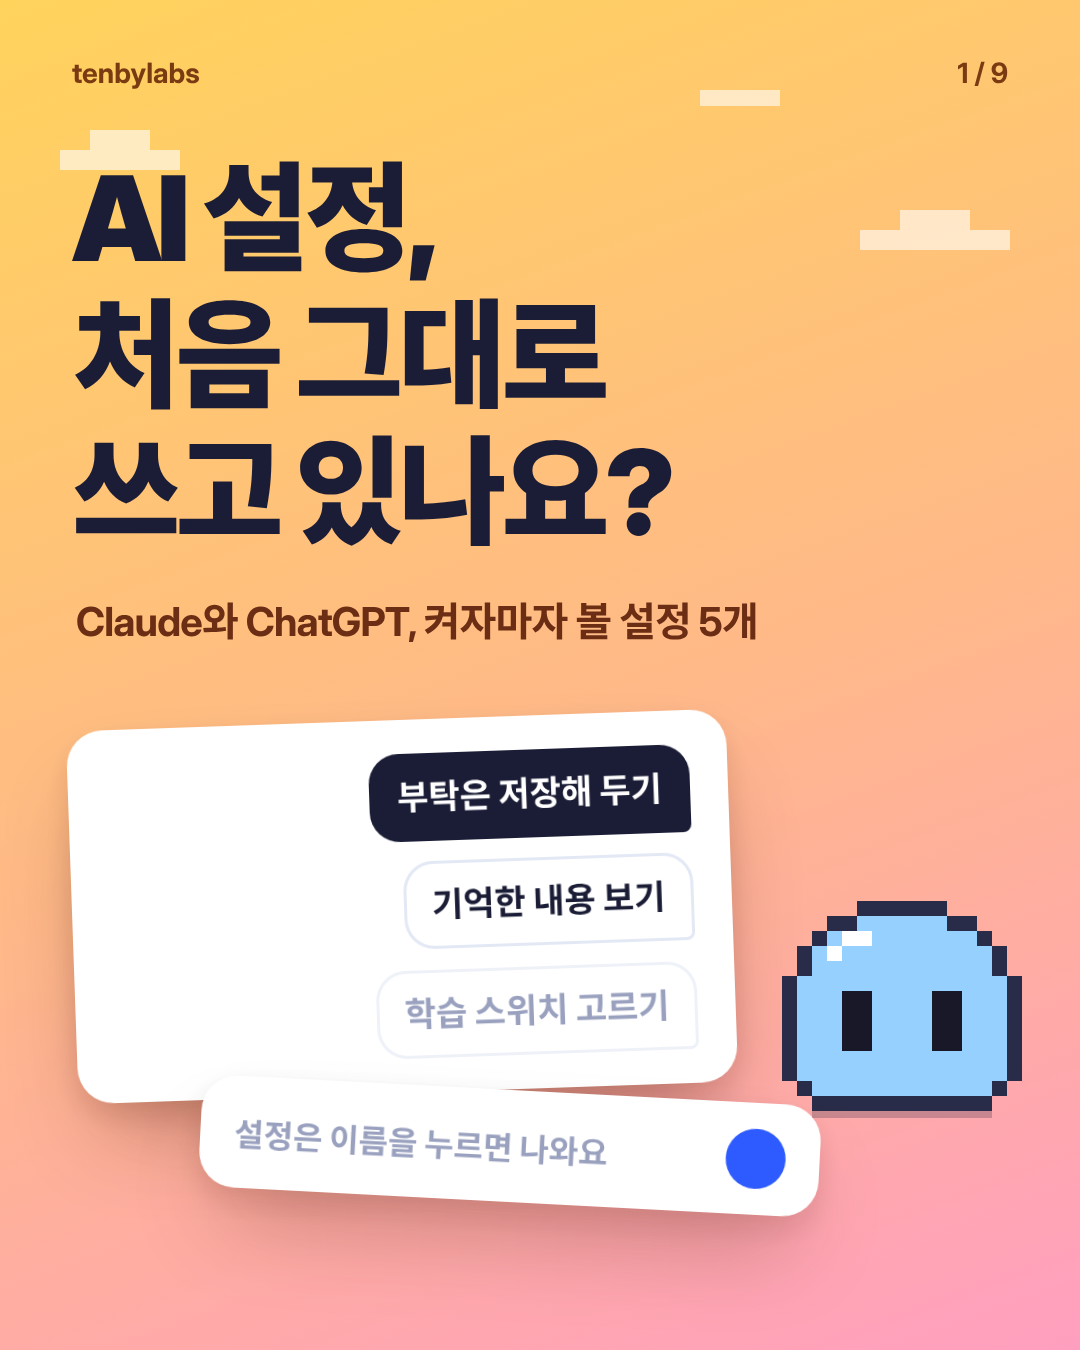 tenbylabs
1 / 9
AI 설정,
처음 그대로
쓰고 있나요?
Claude와 ChatGPT, 켜자마자 볼 설정 5개
부탁은 저장해 두기
기억한 내용 보기
학습 스위치 고르기
설정은 이름을 누르면 나와요